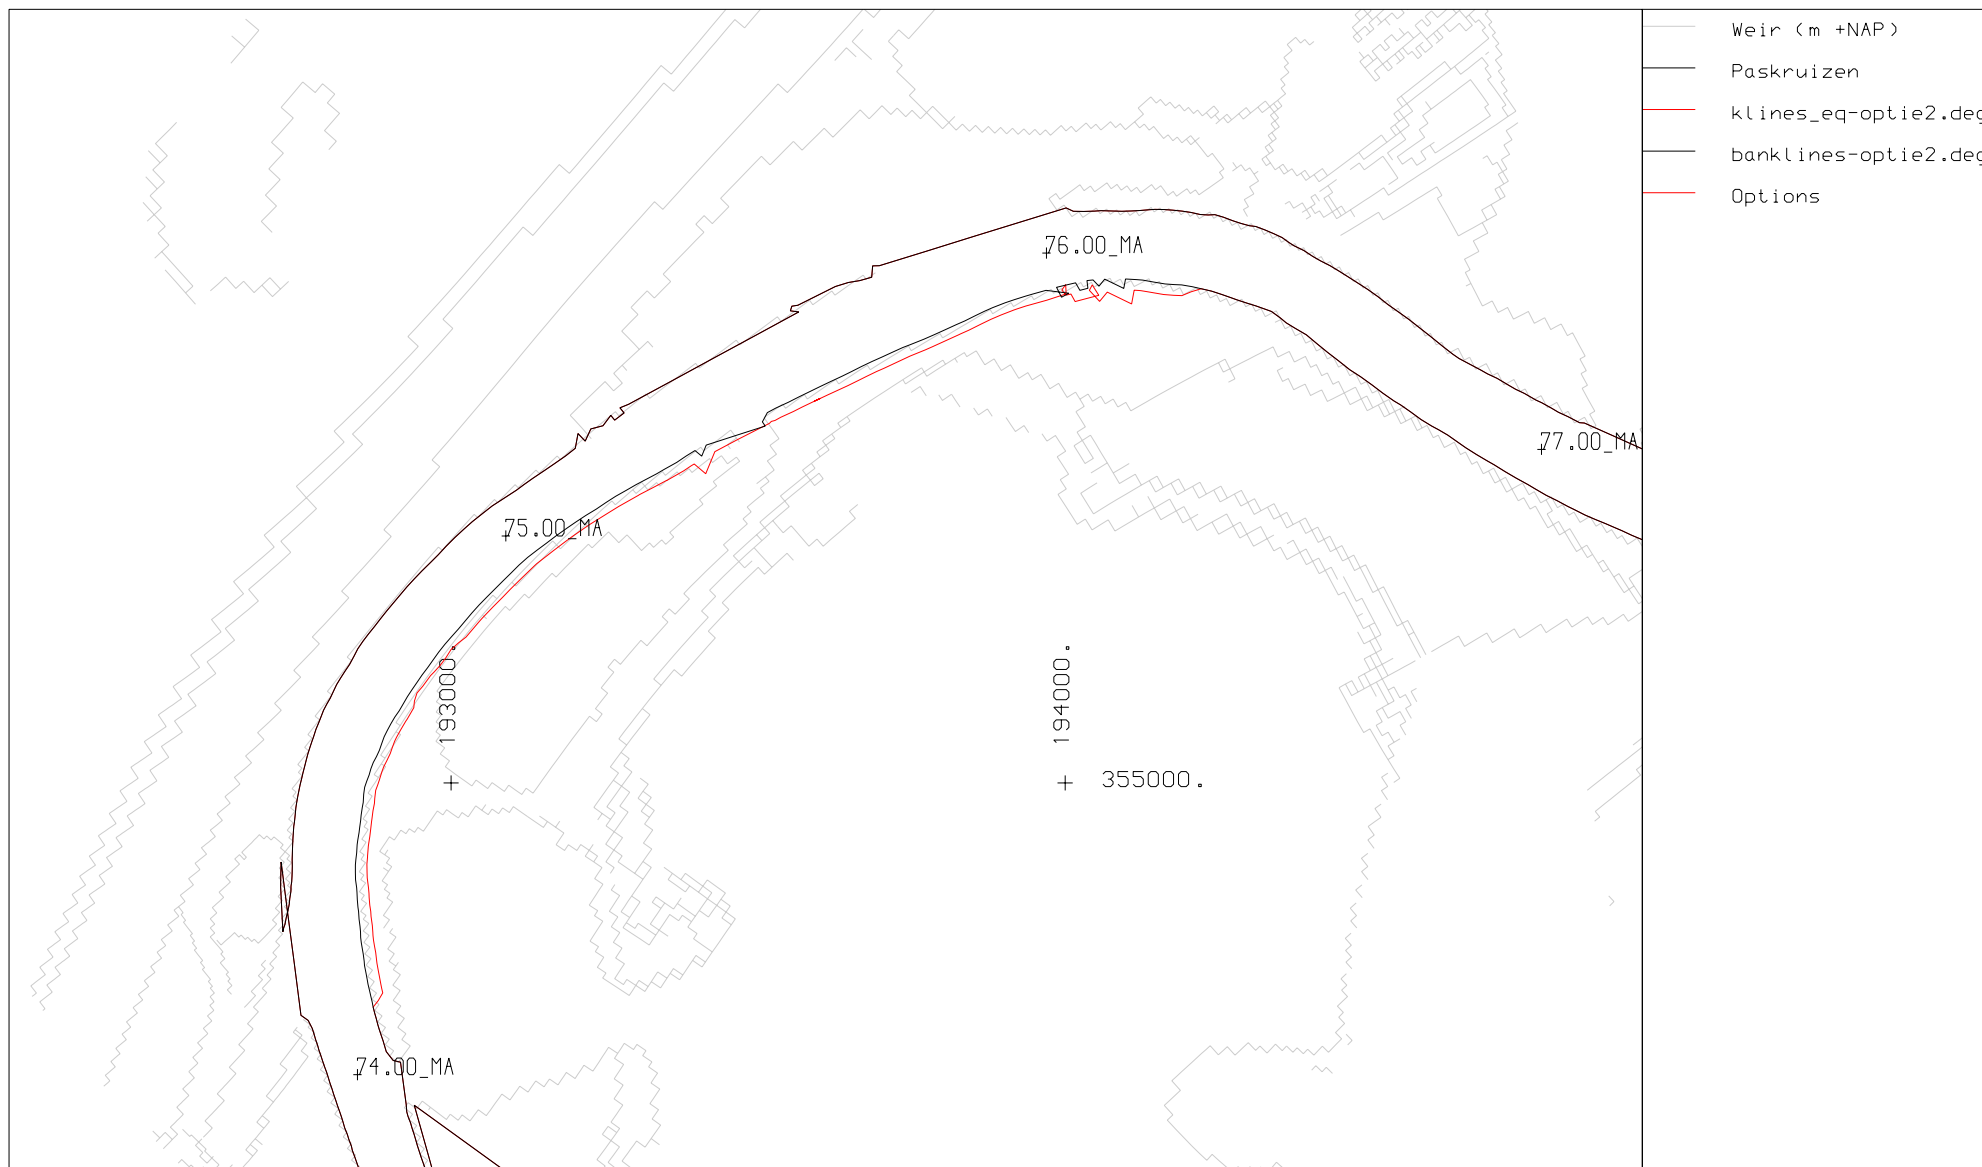 Weir (m +NAP)
Paskruizen
klines_eq-optie2.deg
banklines-optie2.deg
Options
76.00_MA
77.00_MA
75.00_MA
193000.
194000.
355000.
74.00_MA